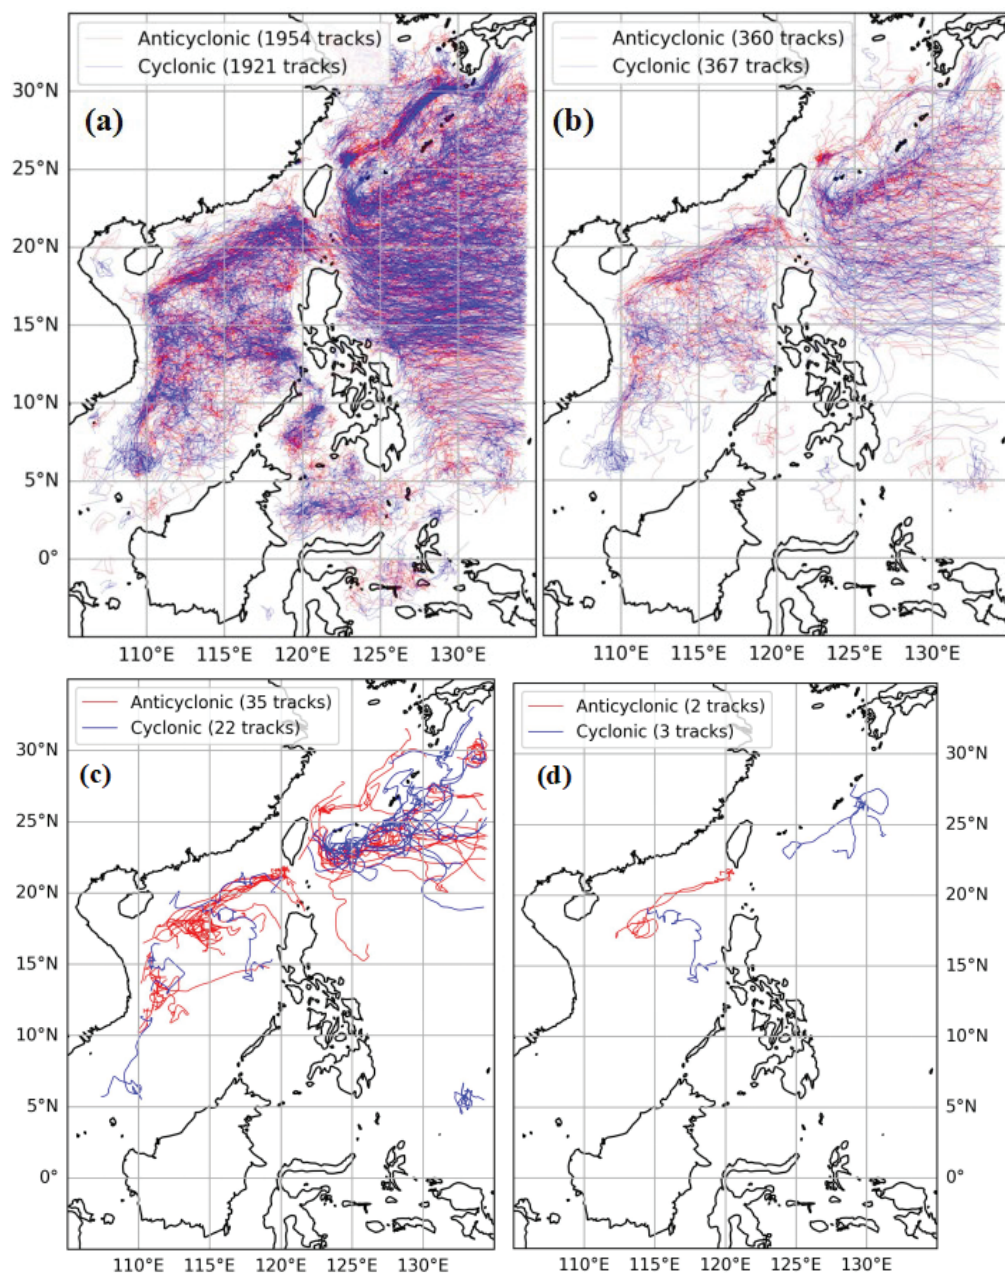 Anticyclonic (1954 tracks)
Cyclonic (1921 tracks)
(a)
30°N
25°N
20°N
15°N
10°N
5°N
0°
110°E 115°E 120°E 125°E 130°E
Anticyclonic (360 tracks)
Cyclonic (367 tracks)
(b)
110°E 115°E 120°E 125°E 130°E
Anticyclonic (35 tracks)
Cyclonic (22 tracks)
(c)
30°N
25°N
20°N
15°N
10°N
5°N
0°
110°E 115°E 120°E 125°E 130°E
Anticyclonic (2 tracks)
Cyclonic (3 tracks)
(d)
30°N
25°N
20°N
15°N
10°N
5°N
0°
110°E 115°E 120°E 125°E 130°E